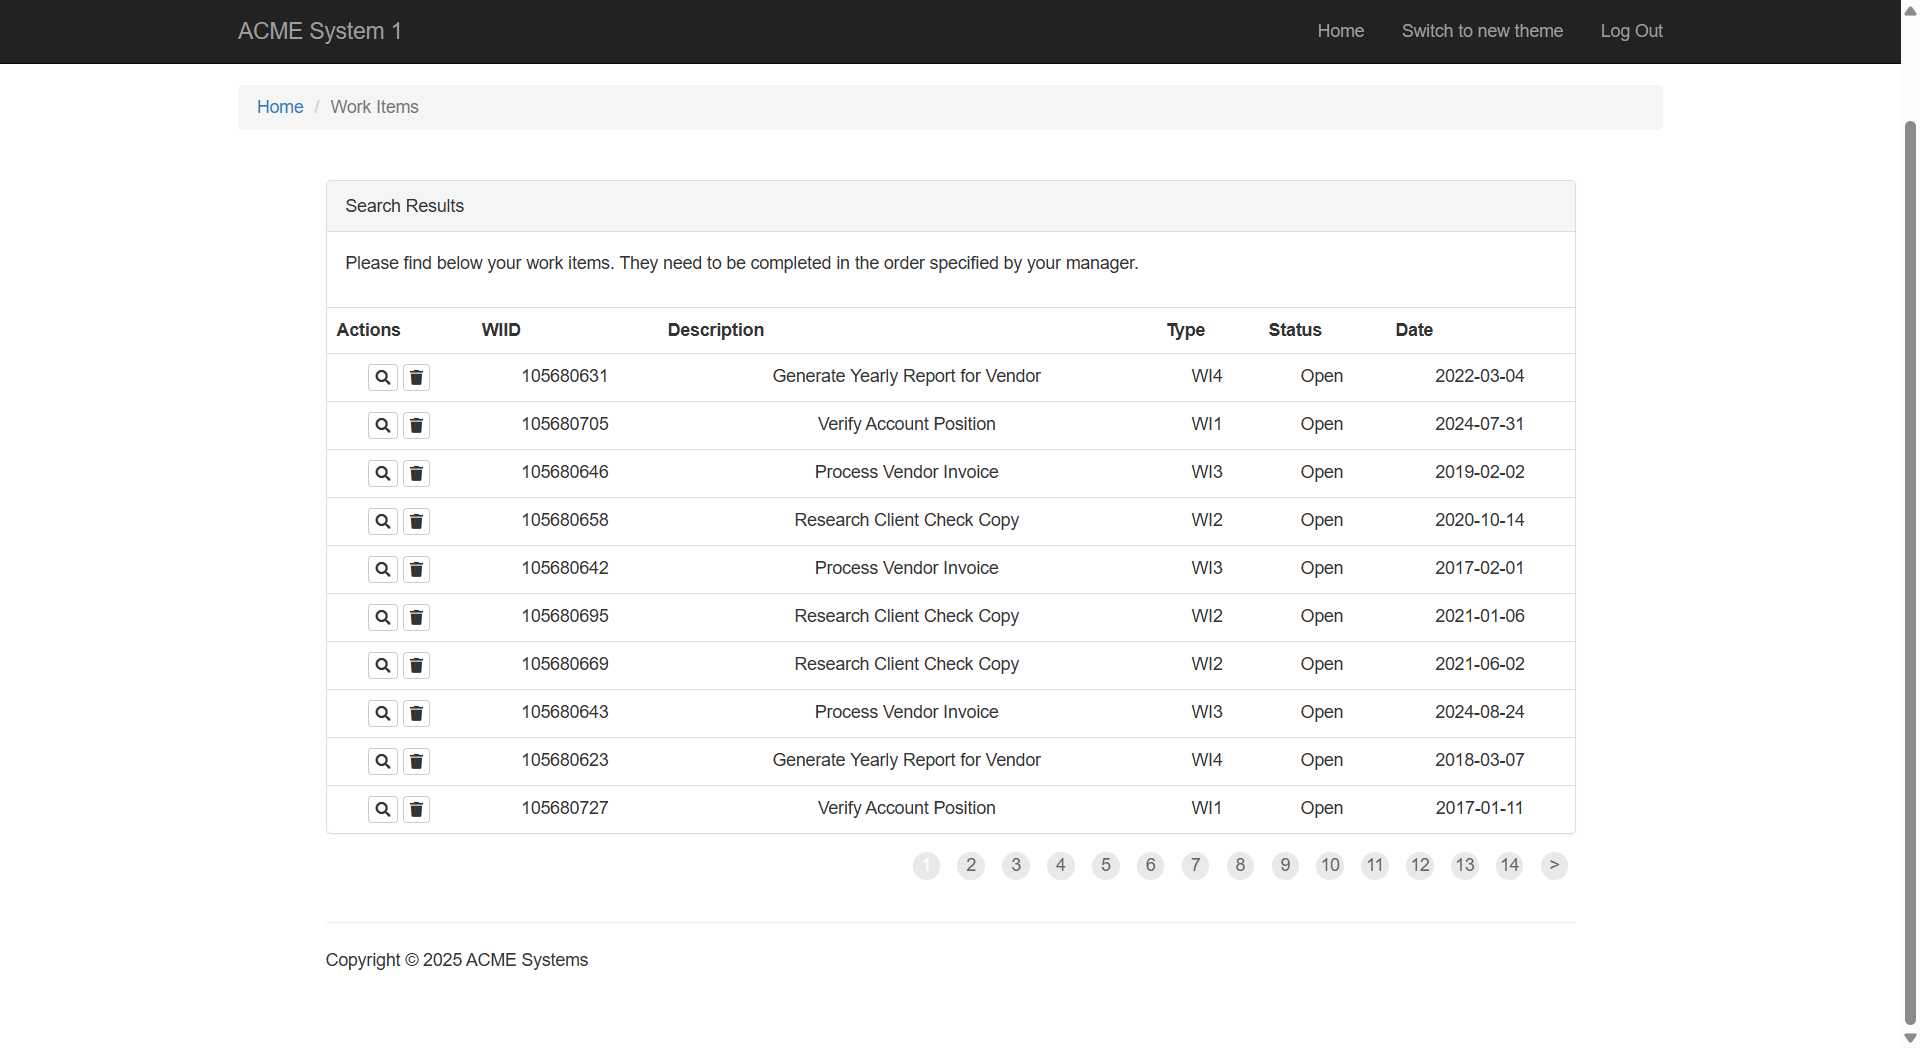 ACME System 1 Home Switch to new theme Log Out
Home / Work Items
Search Results
Please find below your work items. They need to be completed in the order specified by your manager.
Actions WIID Description Type Status Date
105680631 Generate Yearly Report for Vendor WI4 Open 2022-03-04
105680705 Verify Account Position WI1 Open 2024-07-31
105680646 Process Vendor Invoice WI3 Open 2019-02-02
105680658 Research Client Check Copy WI2 Open 2020-10-14
105680642 Process Vendor Invoice WI3 Open 2017-02-01
105680695 Research Client Check Copy WI2 Open 2021-01-06
105680669 Research Client Check Copy WI2 Open 2021-06-02
105680643 Process Vendor Invoice WI3 Open 2024-08-24
105680623 Generate Yearly Report for Vendor WI4 Open 2018-03-07
105680727 Verify Account Position WI1 Open 2017-01-11
1 2 3 4 5 6 7 8 9 10 11 12 13 14 >
Copyright © 2025 ACME Systems